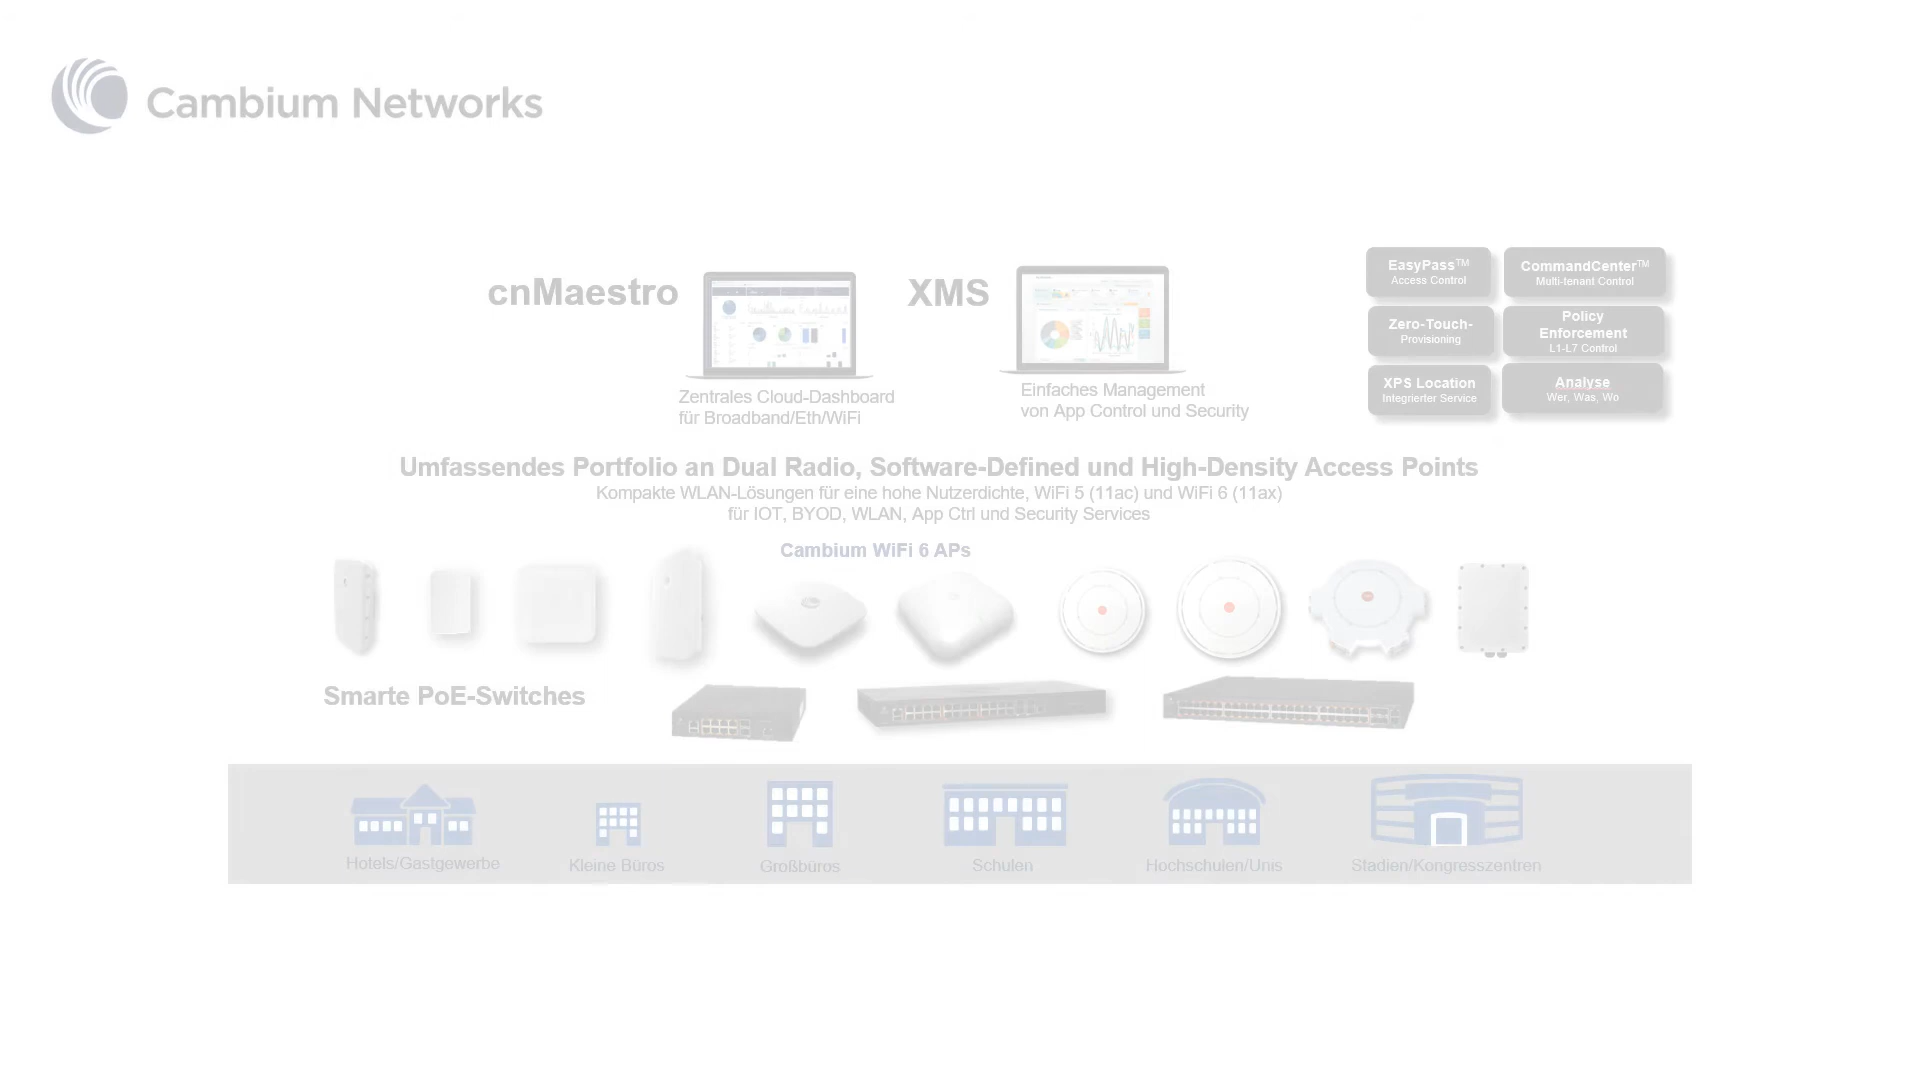 Cambium Networks
cnMaestro
Zentrales Cloud-Dashboard
für Broadband/Eth/WiFi
XMS
Einfaches Management
von App Control und Security
EasyPass™
Access Control
CommandCenter™
Multi-tenant Control
Zero-Touch-
Provisioning
Policy
Enforcement
L1-L7 Control
XPS Location
Integrierter Service
Analyse
Wer, Was, Wo
Umfassendes Portfolio an Dual Radio, Software-Defined und High-Density Access Points
Kompakte WLAN-Lösungen für eine hohe Nutzerdichte, WiFi 5 (11ac) und WiFi 6 (11ax)
für IOT, BYOD, WLAN, App Ctrl und Security Services
Cambium WiFi 6 APs
Smarte PoE-Switches
Hotels/Gastgewerbe
Kleine Büros
Großbüros
Schulen
Hochschulen/Unis
Stadien/Kongresszentren